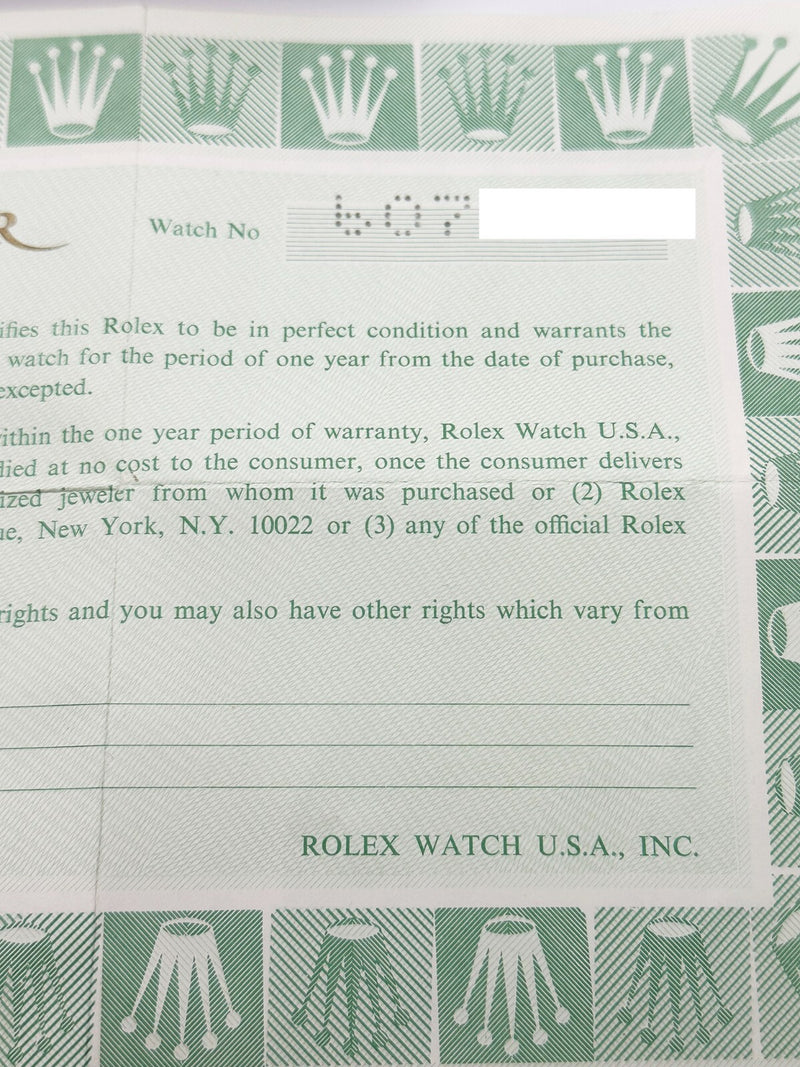 R
Watch No 607
ifies this Rolex to be in perfect condition and warrants the
watch for the period of one year from the date of purchase,
excepted.
ithin the one year period of warranty, Rolex Watch U.S.A.,
died at no cost to the consumer, once the consumer delivers
ized jeweler from whom it was purchased or (2) Rolex
ue, New York, N.Y. 10022 or (3) any of the official Rolex
rights and you may also have other rights which vary from
ROLEX WATCH U.S.A., INC.